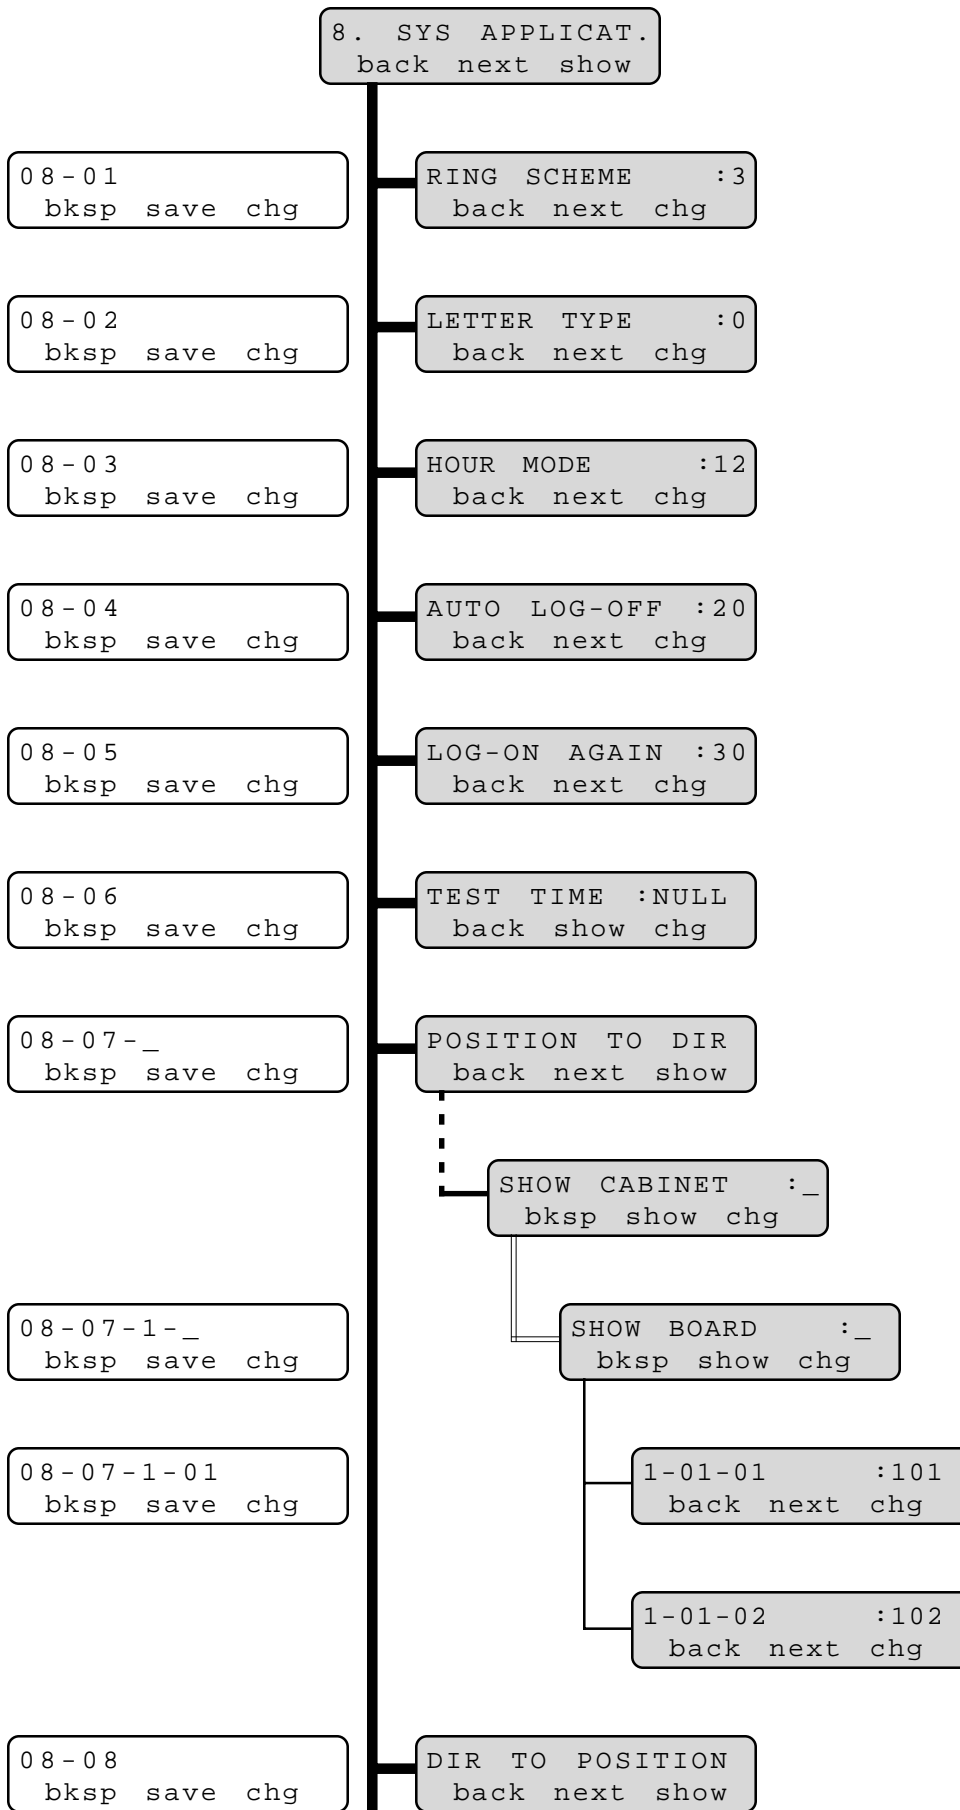 8. SYS APPLICAT.
back next show
08-01
bksp save chg
RING SCHEME :3
back next chg
08-02
bksp save chg
LETTER TYPE :0
back next chg
08-03
bksp save chg
HOUR MODE :12
back next chg
08-04
bksp save chg
AUTO LOG-OFF :20
back next chg
08-05
bksp save chg
LOG-ON AGAIN :30
back next chg
08-06
bksp save chg
TEST TIME :NULL
back show chg
08-07-_
bksp save chg
POSITION TO DIR
back next show
SHOW CABINET :_
bksp show chg
08-07-1-_
bksp save chg
SHOW BOARD :_
bksp show chg
08-07-1-01
bksp save chg
1-01-01 :101
back next chg
1-01-02 :102
back next chg
08-08
bksp save chg
DIR TO POSITION
back next show